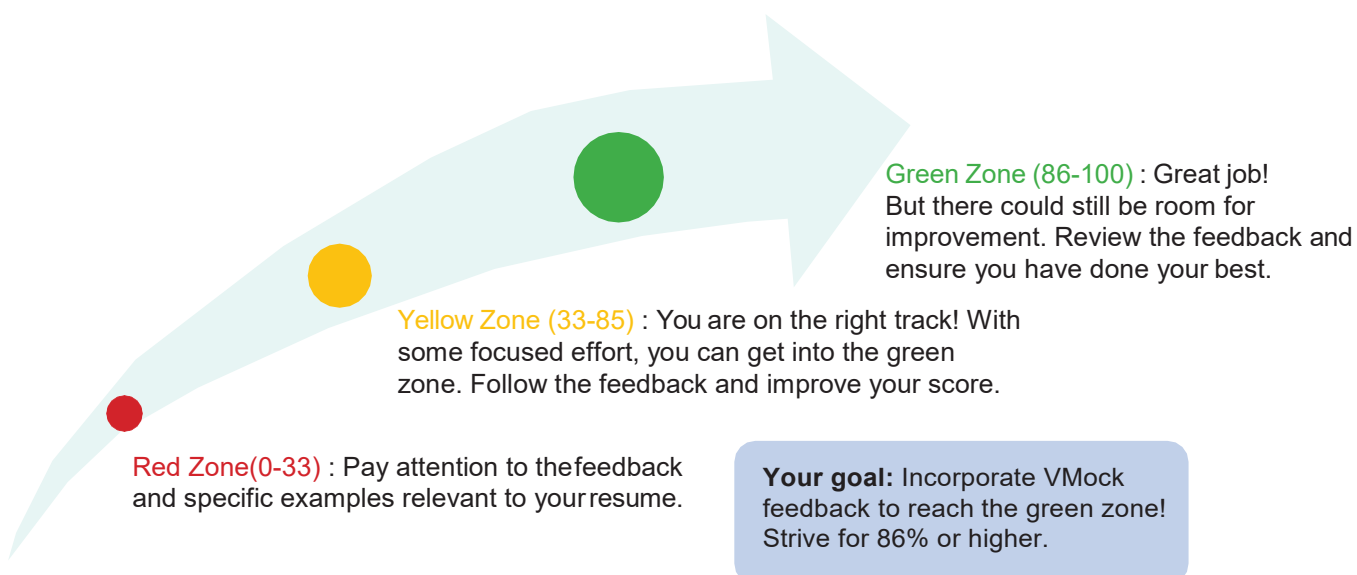 Green Zone (86-100) : Great job!
But there could still be room for
improvement. Review the feedback and
ensure you have done your best.
Yellow Zone (33-85) : You are on the right track! With
some focused effort, you can get into the green
zone. Follow the feedback and improve your score.
Red Zone(0-33) : Pay attention to thefeedback
and specific examples relevant to yourresume.
Your goal: Incorporate VMock
feedback to reach the green zone!
Strive for 86% or higher.